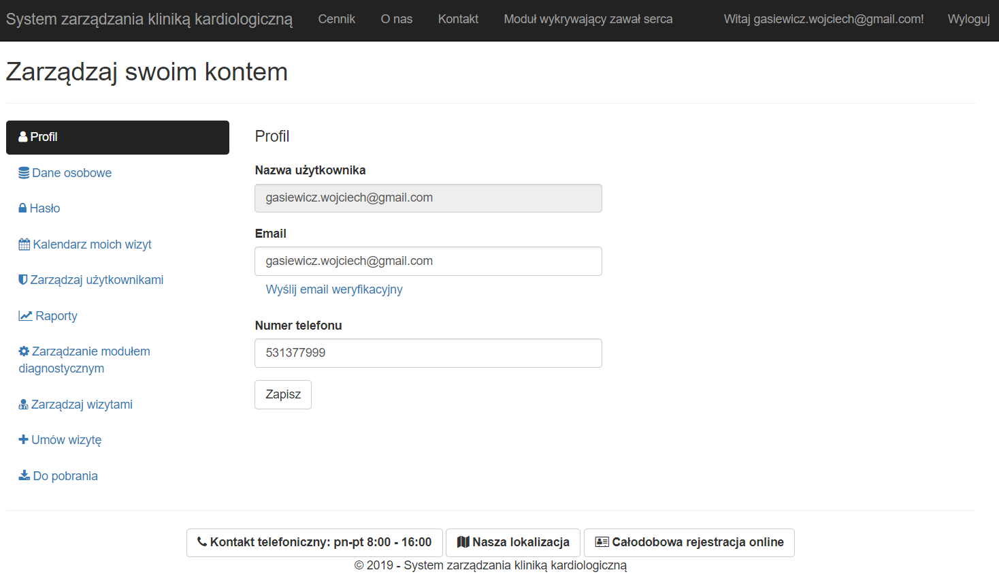 System zarządzania kliniką kardiologiczną Cennik O nas Kontakt Moduł wykrywający zawał serca Witaj gasiewicz.wojciech@gmail.com! Wyloguj
Zarządzaj swoim kontem
Profil
Dane osobowe
Hasło
Kalendarz moich wizyt
Zarządzaj użytkownikami
Raporty
Zarządzanie modułem
diagnostycznym
Zarządzaj wizytami
Umów wizytę
Do pobrania
Profil
Nazwa użytkownika
gasiewicz.wojciech@gmail.com
Email
gasiewicz.wojciech@gmail.com
Wyślij email weryfikacyjny
Numer telefonu
531377999
Zapisz
Kontakt telefoniczny: pn-pt 8:00 - 16:00 Nasza lokalizacja Całodobowa rejestracja online
© 2019 - System zarządzania kliniką kardiologiczną